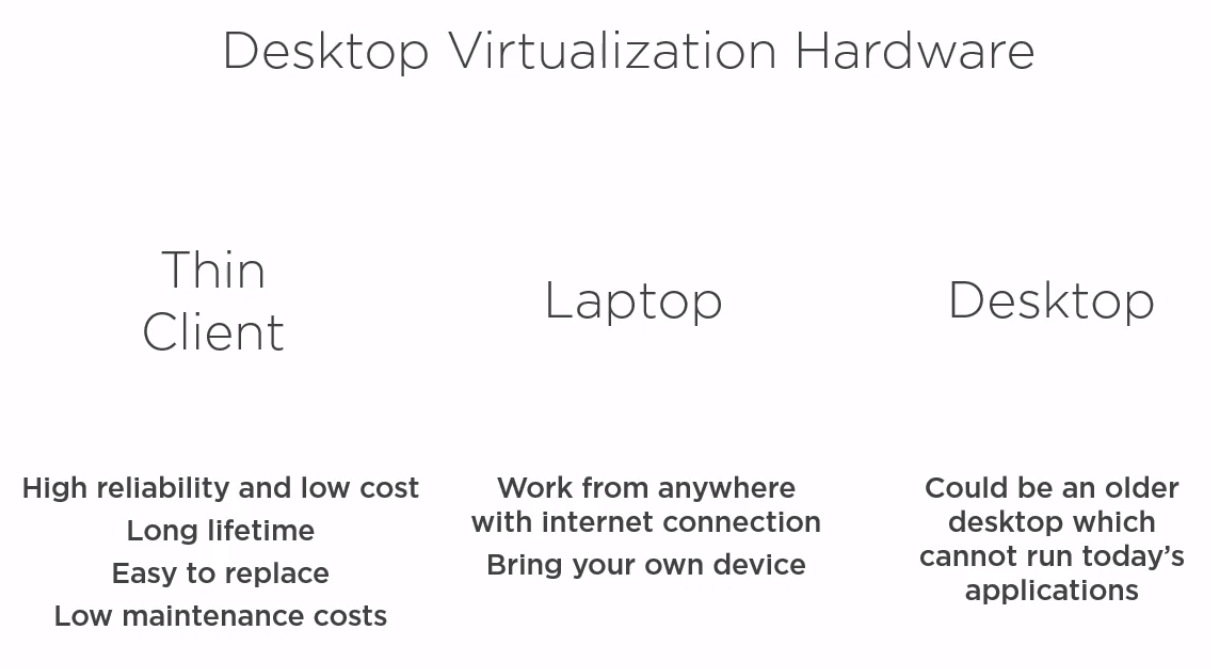 Desktop Virtualization Hardware
Thin
Client
High reliability and low cost
Long lifetime
Easy to replace
Low maintenance costs
Laptop
Work from anywhere
with internet connection
Bring your own device
Desktop
Could be an older
desktop which
cannot run today’s
applications